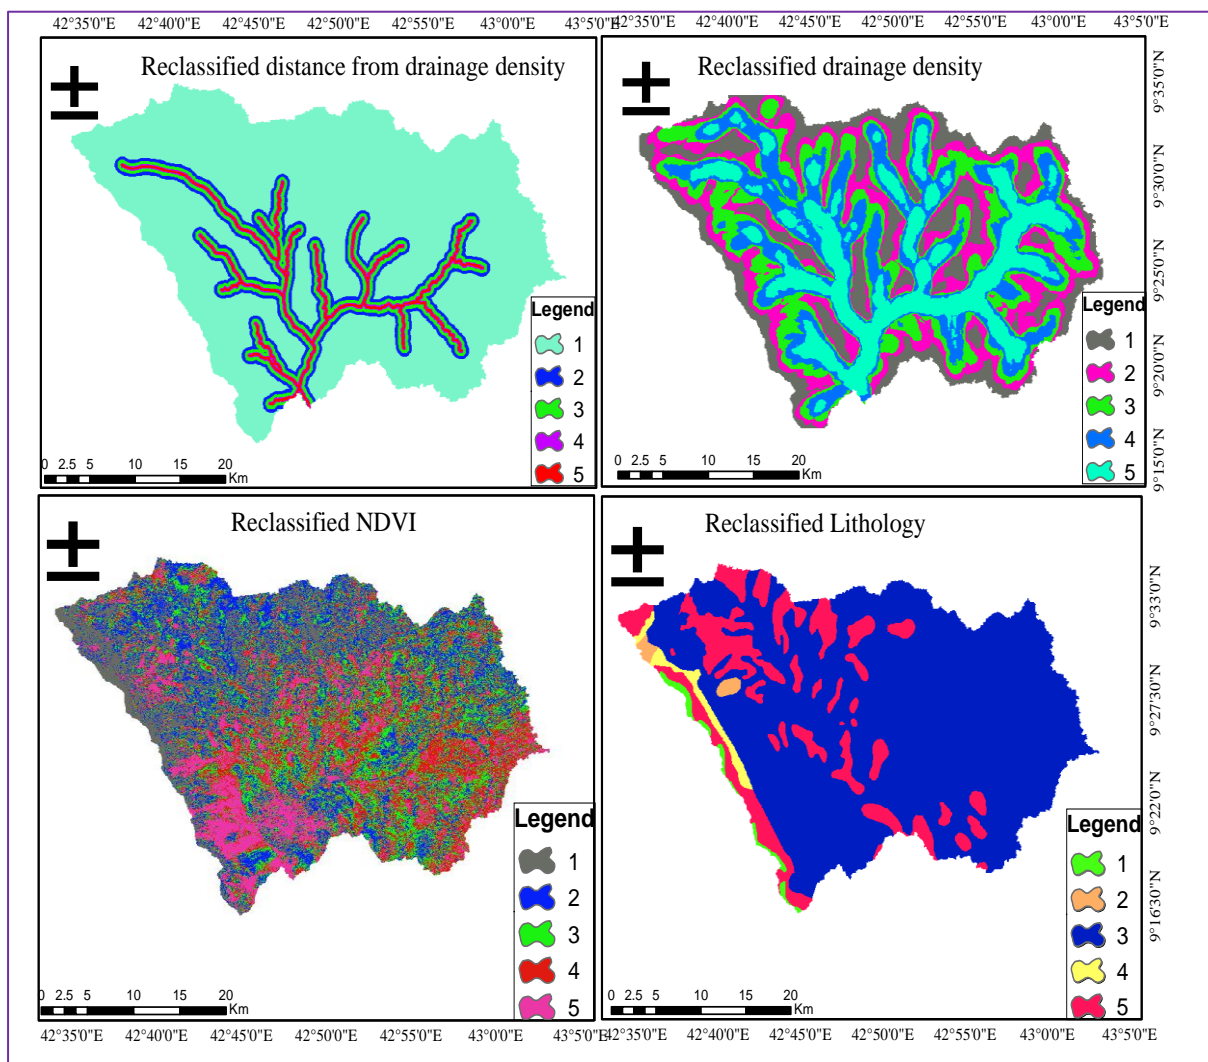 42°35'0"E 42°40'0"E 42°45'0"E 42°50'0"E 42°55'0"E 43°0'0"E 43°5'0"E
42°35'0"E 42°40'0"E 42°45'0"E 42°50'0"E 42°55'0"E 43°0'0"E 43°50'0"E
Reclassified distance from drainage density
Legend
1
2
3
4
5
0 2.5 5 10 15 20
Km
Reclassified drainage density
Legend
1
2
3
4
5
0 2.5 5 10 15 20
Km
9°35'0"N
9°30'0"N
9°25'0"N
9°20'0"N
9°15'0"N
Reclassified NDVI
Legend
1
2
3
4
5
0 2.5 5 10 15 20
Km
Reclassified Lithology
Legend
1
2
3
4
5
0 2.5 5 10 15 20
Km
9°33'0"N
9°27'30"N
9°22'0"N
9°16'30"N
42°35'0"E 42°40'0"E 42°45'0"E 42°50'0"E 42°55'0"E 43°0'0"E
42°35'0"E 42°40'0"E 42°45'0"E 42°50'0"E 42°55'0"E 43°0'0"E 43°5'0"E